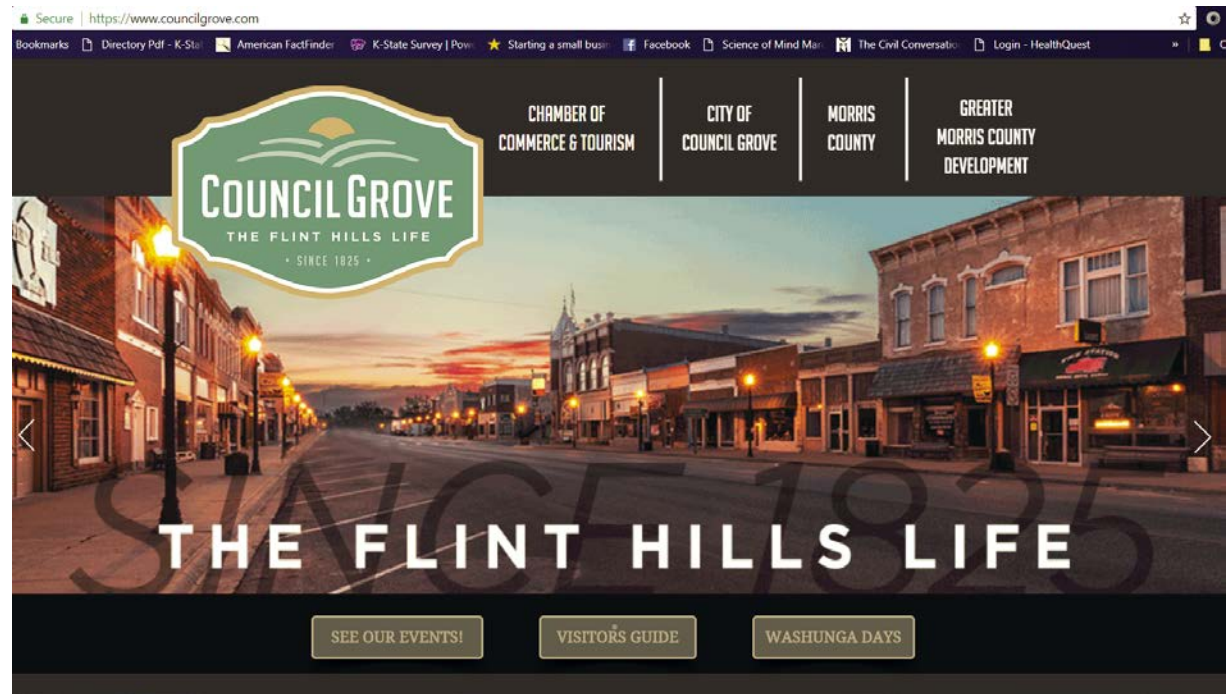 Secure | https://www.councilgrove.com
Bookmarks Directory Pdf - K-Stat American FactFinder K-State Survey | Pow Starting a small busin Facebook Science of Mind Mar The Civil Conversatio Login - HealthQuest »
CHAMBER OF
COMMERCE & TOURISM
CITY OF
COUNCIL GROVE
MORRIS
COUNTY
GREATER
MORRIS COUNTY
DEVELOPMENT
COUNCIL GROVE
THE FLINT HILLS LIFE
• SINCE 1825 •
SINCE 1825
THE FLINT HILLS LIFE
SEE OUR EVENTS!
VISITORS GUIDE
WASHUNGA DAYS